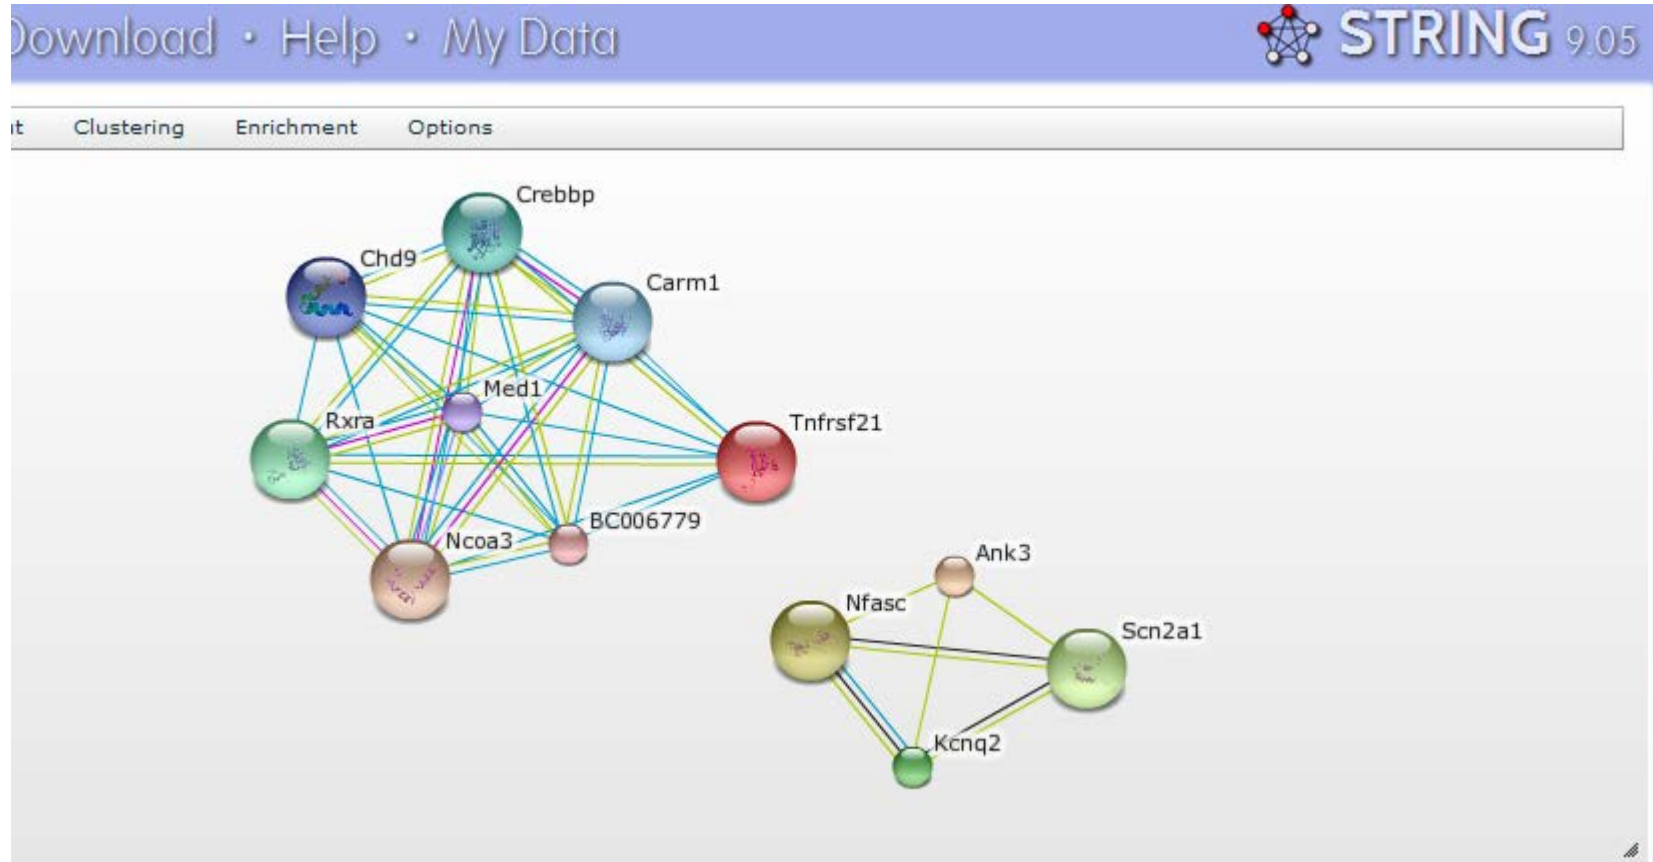 Download · Help · My Data
STRING 9.05
Clustering Enrichment Options
Crebbp
Chd9
Carm1
Med1
Rxra
Tnfrsf21
BC006779
Ncoa3
Ank3
Nfasc
Scn2a1
Kcnq2